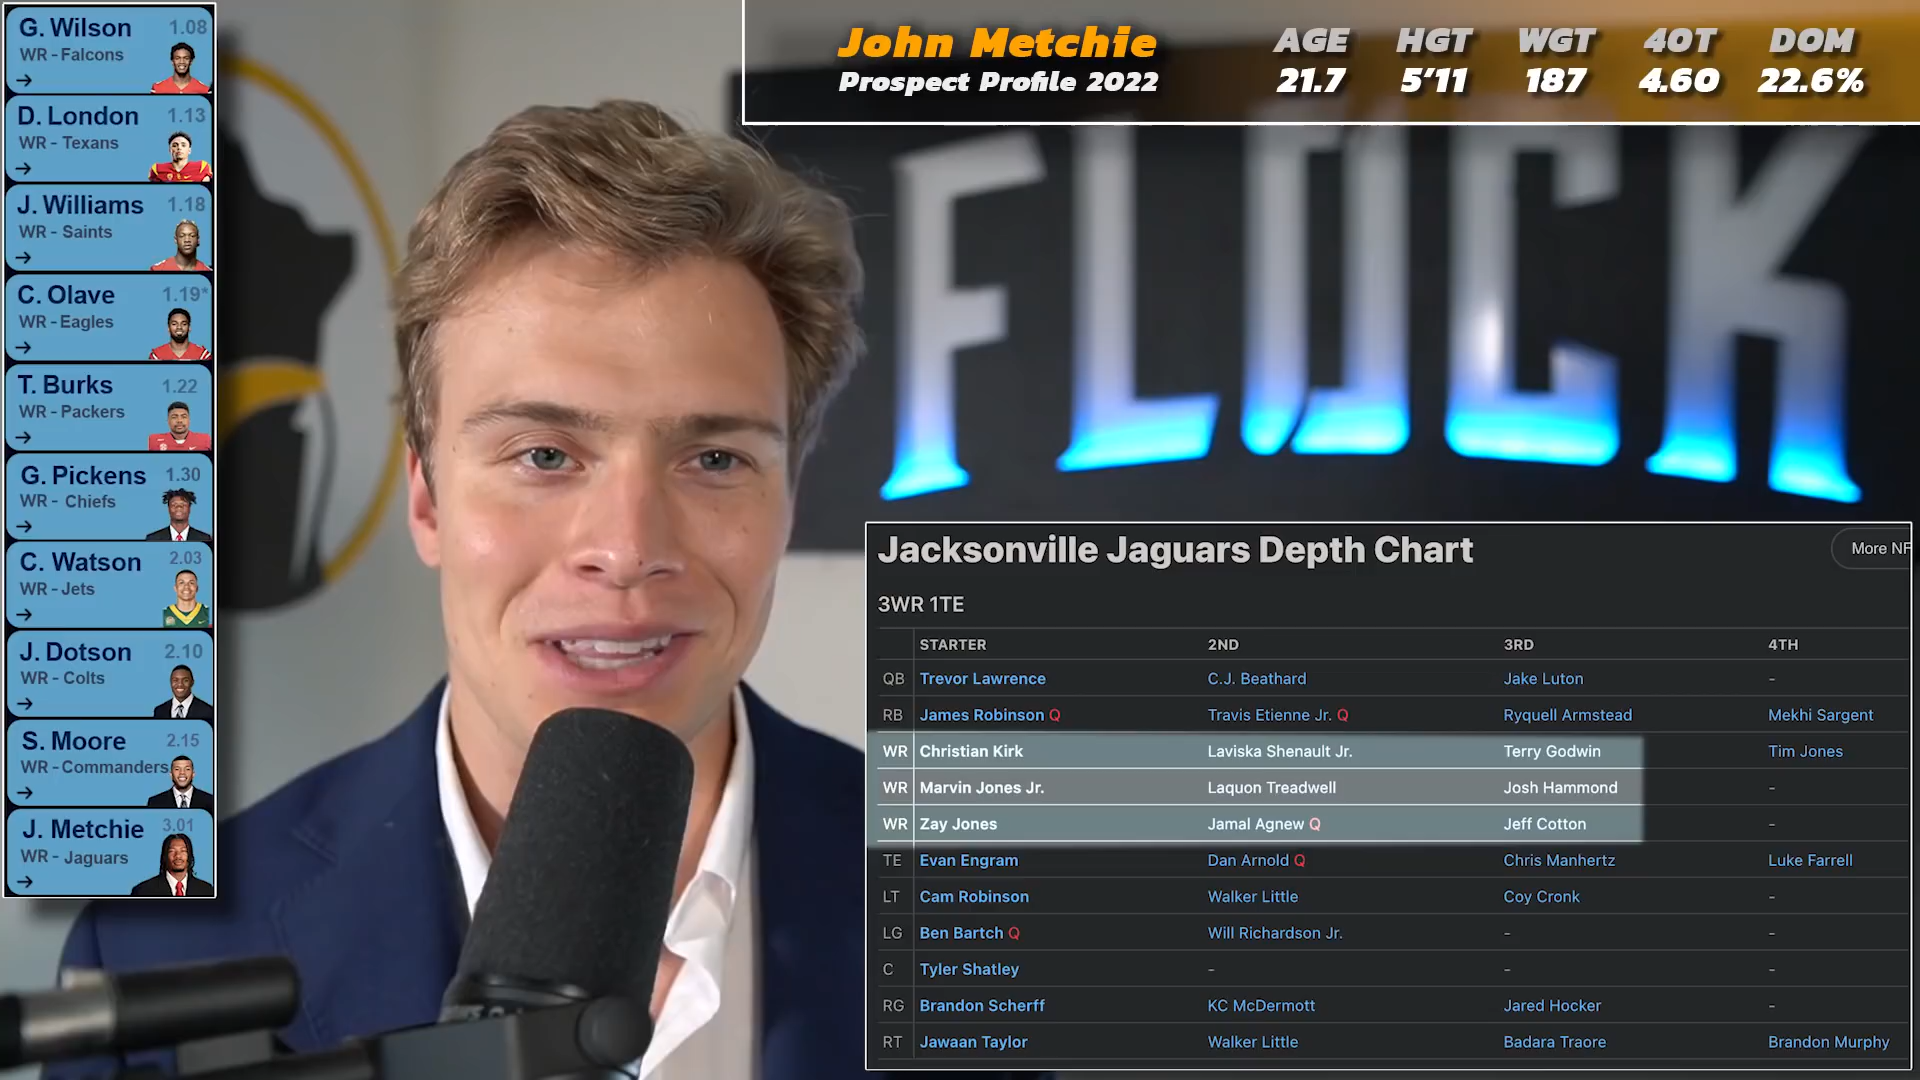 G. Wilson 1.08
WR - Falcons
→
D. London 1.13
WR - Texans
→
J. Williams 1.18
WR - Saints
→
C. Olave 1.19*
WR - Eagles
→
T. Burks 1.22
WR - Packers
→
G. Pickens 1.30
WR - Chiefs
→
C. Watson 2.03
WR - Jets
→
J. Dotson 2.10
WR - Colts
→
S. Moore 2.15
WR - Commanders
→
J. Metchie 3.01
WR - Jaguars
→
John Metchie
Prospect Profile 2022
AGE HGT WGT 40T DOM
21.7 5'11 187 4.60 22.6%
FLOCK
Jacksonville Jaguars Depth Chart
More NF
3WR 1TE
STARTER 2ND 3RD 4TH
QB Trevor Lawrence C.J. Beathard Jake Luton -
RB James Robinson Q Travis Etienne Jr. Q Ryquell Armstead Mekhi Sargent
WR Christian Kirk Laviska Shenault Jr. Terry Godwin Tim Jones
WR Marvin Jones Jr. Laquon Treadwell Josh Hammond -
WR Zay Jones Jamal Agnew Q Jeff Cotton -
TE Evan Engram Dan Arnold Q Chris Manhertz Luke Farrell
LT Cam Robinson Walker Little Coy Cronk -
LG Ben Bartch Q Will Richardson Jr. - -
C Tyler Shatley - - -
RG Brandon Scherff KC McDermott Jared Hocker -
RT Jawaan Taylor Walker Little Badara Traore Brandon Murphy